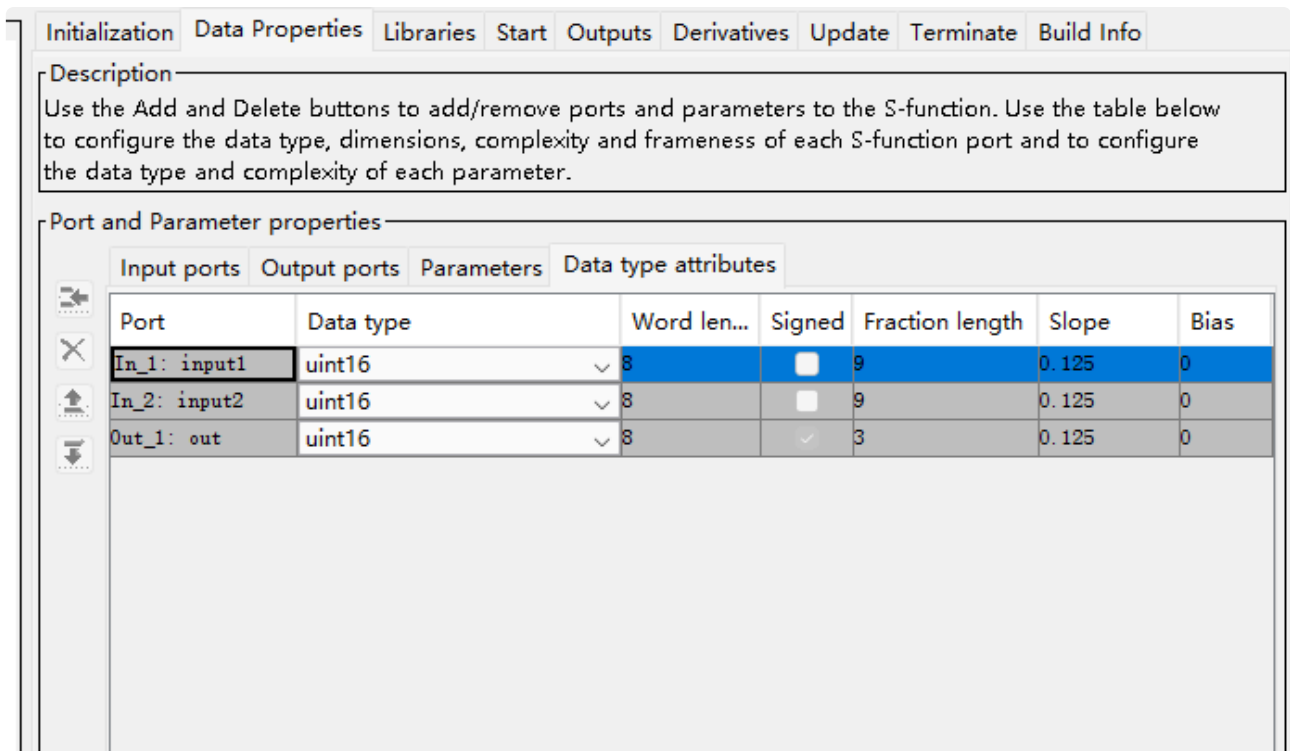 Initialization Data Properties Libraries Start Outputs Derivatives Update Terminate Build Info
Description
Use the Add and Delete buttons to add/remove ports and parameters to the S-function. Use the table below
to configure the data type, dimensions, complexity and frameness of each S-function port and to configure
the data type and complexity of each parameter.
Port and Parameter properties
Input ports Output ports Parameters Data type attributes
Port Data type Word len... Signed Fraction length Slope Bias
In_1: input1 uint16 8 9 0.125 0
In_2: input2 uint16 8 9 0.125 0
Out_1: out uint16 8 3 0.125 0